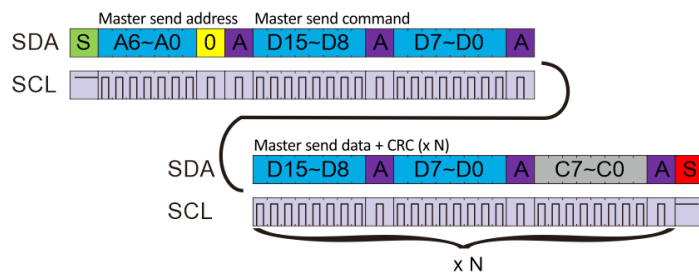 Master send address Master send command
SDA S A6~A0 0 A D15~D8 A D7~D0 A
SCL
Master send data + CRC (x N)
SDA D15~D8 A D7~D0 A C7~C0 A S
SCL
x N